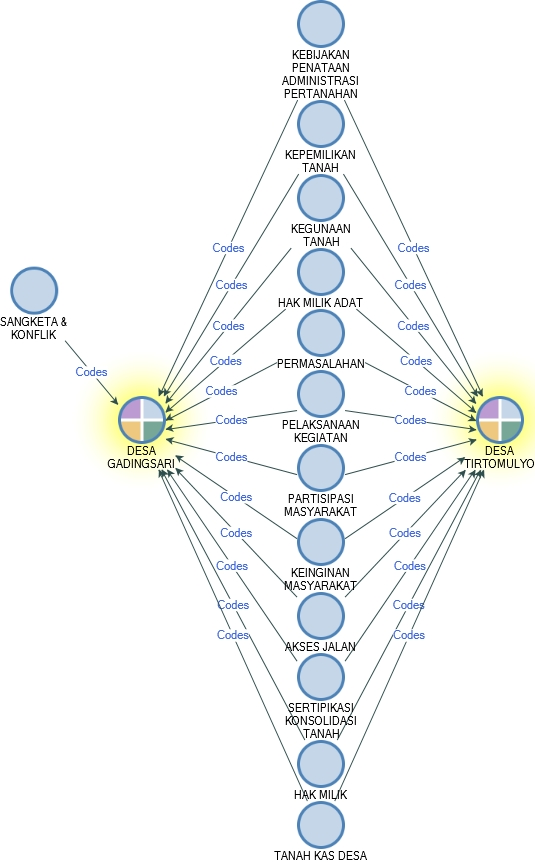 KEBIJAKAN
PENATAAN
ADMINISTRASI
PERTANAHAN
KEPEMILIKAN
TANAH
Codes
Codes
KEGUNAAN
TANAH
Codes
Codes
HAK MILIK ADAT
SANGKETA &
KONFLIK
Codes
Codes
PERMASALAHAN
Codes
Codes
Codes
Codes
Codes
PELAKSANAAN
KEGIATAN
Codes
Codes
DESA
GADINGSARI
DESA
TIRTOMULYO
Codes
Codes
PARTISIPASI
MASYARAKAT
Codes
Codes
KEINGINAN
MASYARAKAT
Codes
Codes
Codes
Codes
AKSES JALAN
Codes
Codes
Codes
Codes
SERTIPIKASI
KONSOLIDASI
TANAH
HAK MILIK
TANAH KAS DESA